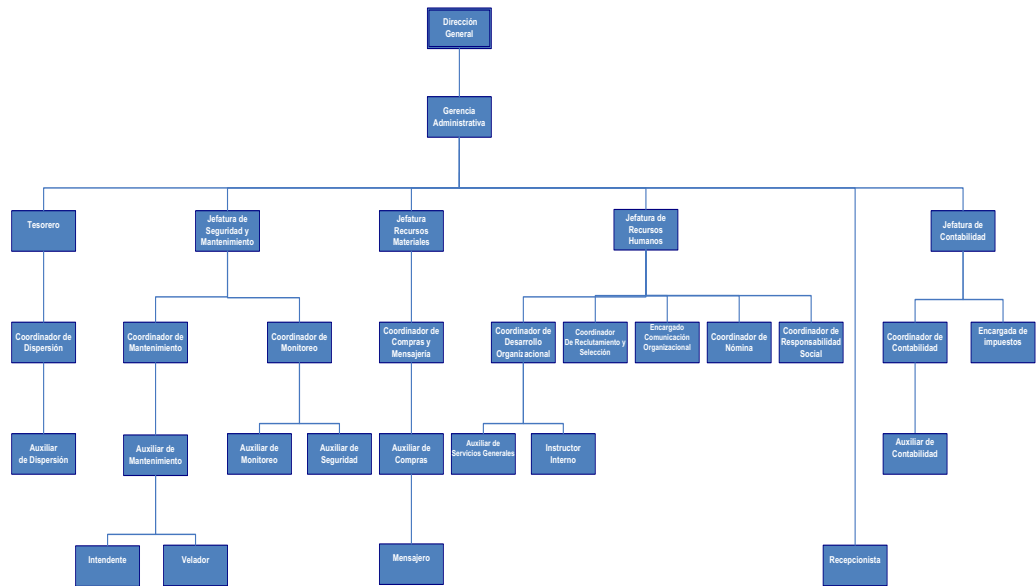 Dirección
General
Gerencia
Administrativa
Tesorero
Jefatura de
Seguridad y
Mantenimiento
Jefatura
Recursos
Materiales
Jefatura de
Recursos
Humanos
Jefatura de
Contabilidad
Coordinador de
Dispersión
Coordinador de
Mantenimiento
Coordinador de
Monitoreo
Coordinador de
Compras y
Mensajería
Coordinador de
Desarrollo
Organizacional
Coordinador
De Reclutamiento y
Selección
Encargado
Comunicación
Organizacional
Coordinador de
Nómina
Coordinador de
Responsabilidad
Social
Coordinador de
Contabilidad
Encargada de
impuestos
Auxiliar
de Dispersión
Auxiliar de
Mantenimiento
Auxiliar de
Monitoreo
Auxiliar de
Seguridad
Auxiliar de
Compras
Auxiliar de
Servicios Generales
Instructor
Interno
Auxiliar de
Contabilidad
Intendente
Velador
Mensajero
Recepcionista